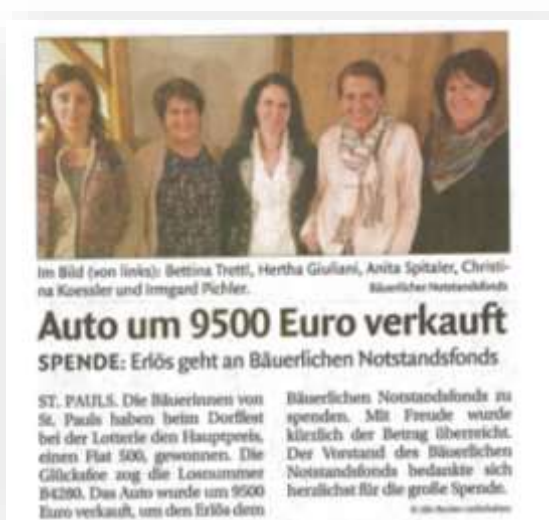 Im Bild (von links): Bettina Trettl, Hertha Giuliani, Anita Spitaler, Christi-
na Koessler und Irmgard Pichler.
Bäuerlicher Notstandsfonds
Auto um 9500 Euro verkauft
SPENDE: Erlös geht an Bäuerlichen Notstandsfonds
ST. PAULS. Die Bäuerinnen von
St. Pauls haben beim Dorffest
bei der Lotterie den Hauptpreis,
einen Fiat 500, gewonnen. Die
Glücksfee zog die Losnummer
B4280. Das Auto wurde um 9500
Euro verkauft, um den Erlös dem
Bäuerlichen Notstandsfonds zu
spenden. Mit Freude wurde
kürzlich der Betrag überreicht.
Der Vorstand des Bäuerlichen
Notstandsfonds bedankte sich
herzlichst für die große Spende.
© Alle Rechte vorbehalten